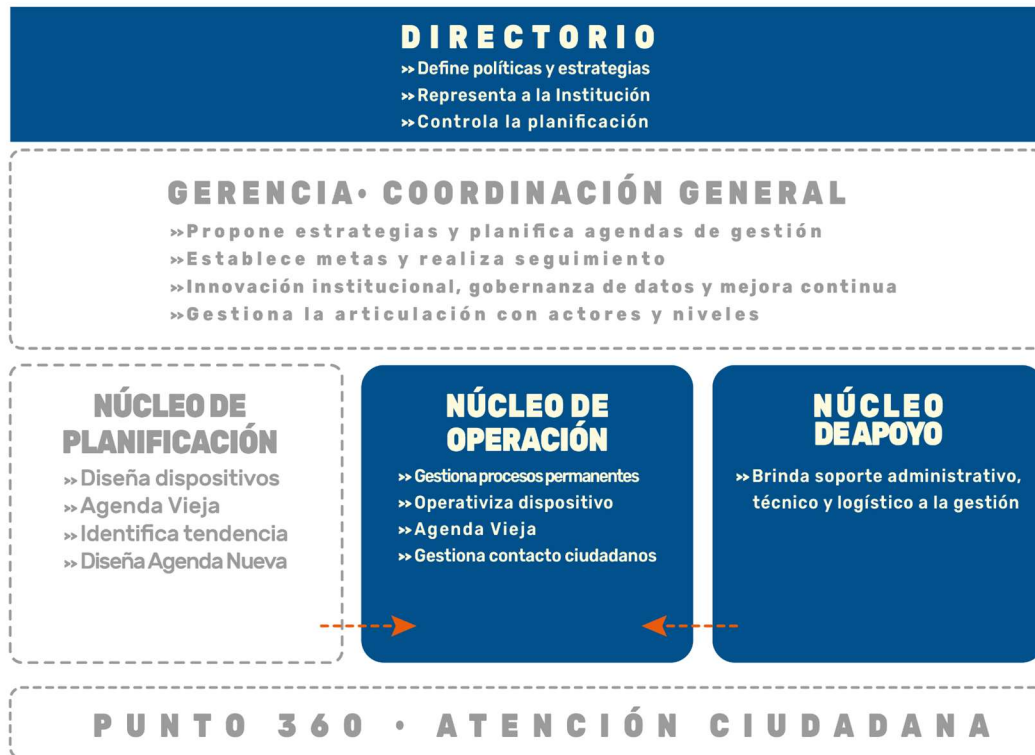 DIRECTORIO
»Define políticas y estrategias
»Representa a la Institución
»Controla la planificación
GERENCIA· COORDINACIÓN GENERAL
»Propone estrategias y planifica agendas de gestión
»Establece metas y realiza seguimiento
»Innovación institucional, gobernanza de datos y mejora continua
»Gestiona la articulación con actores y niveles
NÚCLEO DE
PLANIFICACIÓN
»Diseña dispositivos
»Agenda Vieja
»Identifica tendencia
»Diseña Agenda Nueva
NÚCLEO DE
OPERACIÓN
»Gestiona procesos permanentes
»Operativiza dispositivo
»Agenda Vieja
»Gestiona contacto ciudadanos
NÚCLEO
DE APOYO
»Brinda soporte administrativo,
técnico y logístico a la gestión
PUNTO 360 · ATENCIÓN CIUDADANA